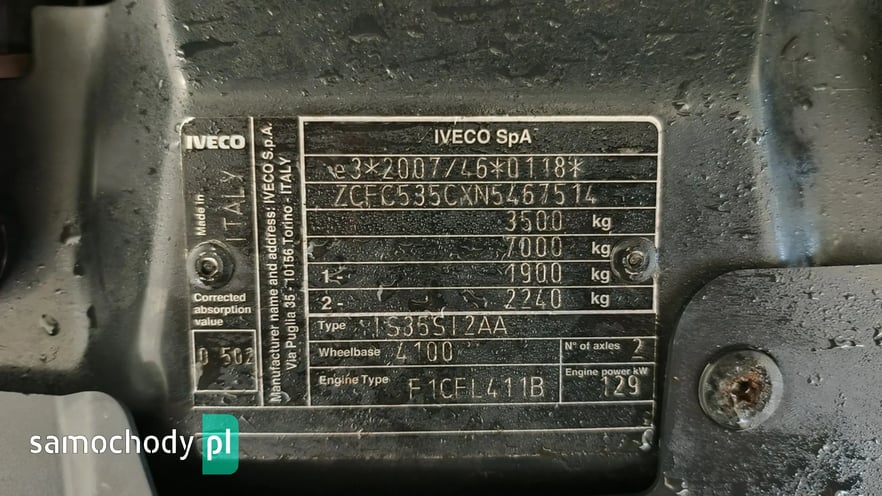 IVECO
Made in
ITALY
Corrected
absorption
value
0 502
Manufacturer name and address: IVECO S.p.A.
Via Puglia 35 - 10156 Torino - ITALY
IVECO SpA
e3*2007/46*0118*
ZCFC535CXN5467514
3500 kg
7000 kg
1 - 1900 kg
2 - 2240 kg
Type IS35SI2AA
Wheelbase 4100 N° of axles 2
Engine Type F1CFL411B Engine power kW 129
samochody pl